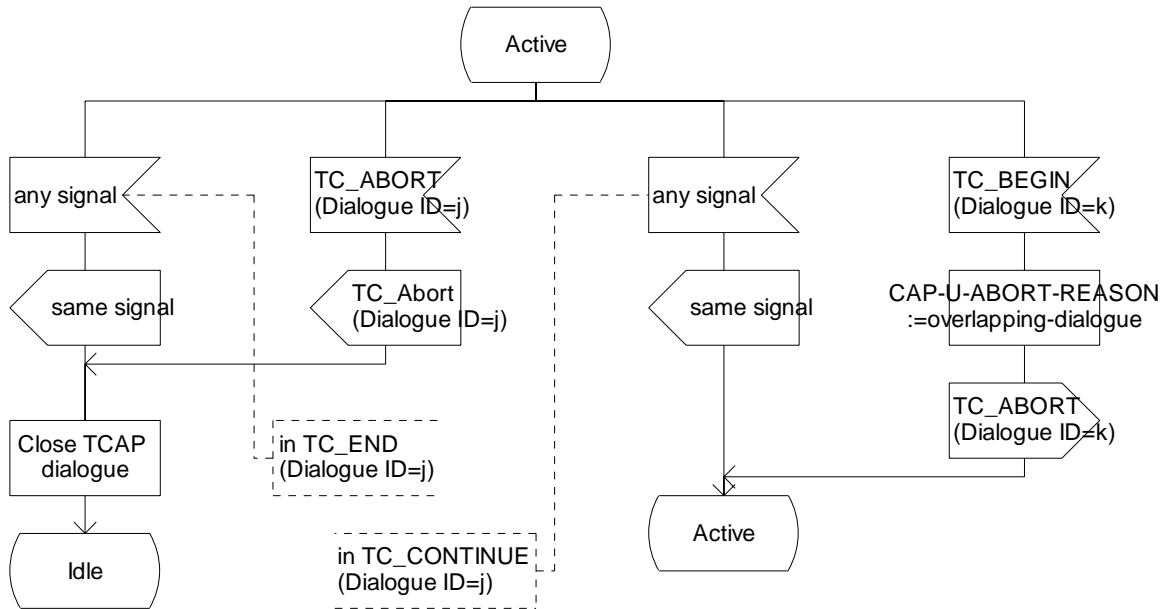 Active
any signal
TC_ABORT
(Dialogue ID=j)
any signal
TC_BEGIN
(Dialogue ID=k)
same signal
TC_Abort
(Dialogue ID=j)
same signal
CAP-U-ABORT-REASON
:=overlapping-dialogue
Close TCAP
dialogue
in TC_END
(Dialogue ID=j)
TC_ABORT
(Dialogue ID=k)
Idle
in TC_CONTINUE
(Dialogue ID=j)
Active